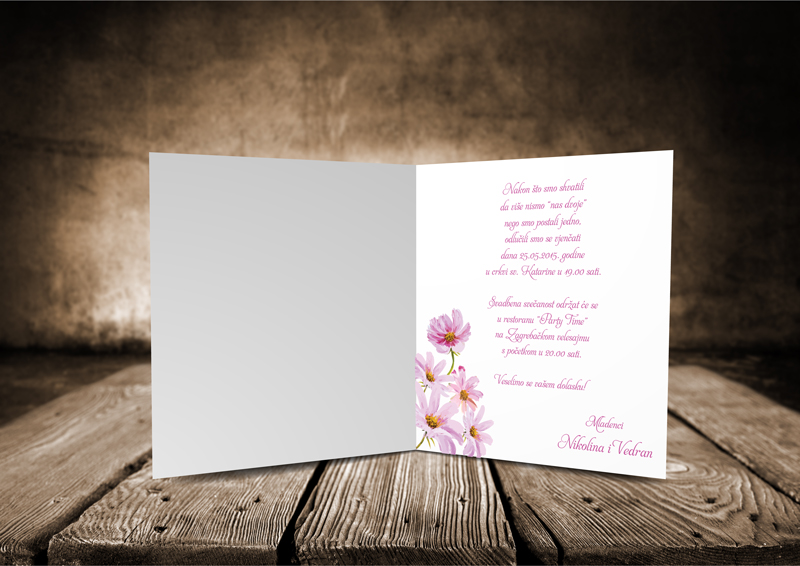 Nakon što smo shvatili
da više nismo "nas dvoje"
nego smo postali jedno,
odlučili smo se vjenčati
dana 25.05.2015. godine
u crkvi sv. Katarine u 19.00 sati.
Svadbena svečanost održat će se
u restoranu "Party Time"
na Zagrebačkom velesajmu
s početkom u 20.00 sati.
Veselimo se vašem dolasku!
Mladenci
Nikolina i Vedran